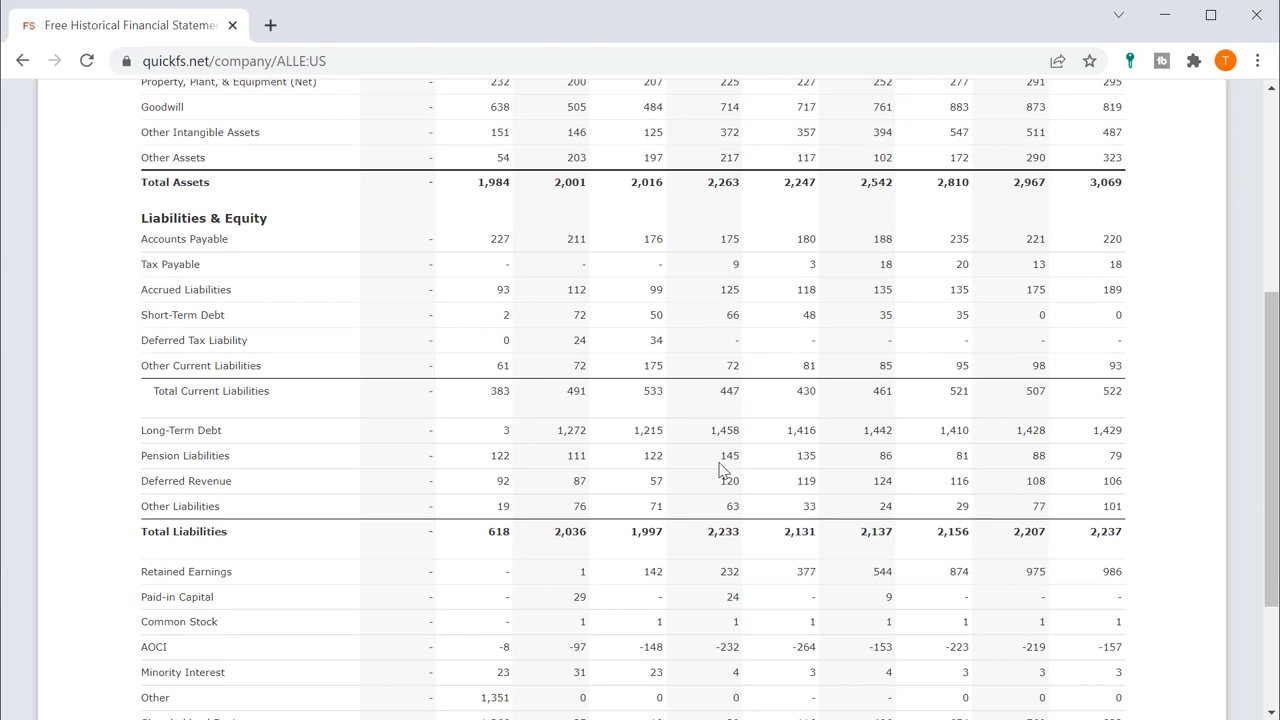 FS Free Historical Financial Stateme
quickfs.net/company/ALLE:US
T
Property, Plant, & Equipment (Net) - 232 200 207 225 227 252 277 291 295
Goodwill - 638 505 484 714 717 761 883 873 819
Other Intangible Assets - 151 146 125 372 357 394 547 511 487
Other Assets - 54 203 197 217 117 102 172 290 323
Total Assets - 1,984 2,001 2,016 2,263 2,247 2,542 2,810 2,967 3,069
Liabilities & Equity
Accounts Payable - 227 211 176 175 180 188 235 221 220
Tax Payable - - - - 9 3 18 20 13 18
Accrued Liabilities - 93 112 99 125 118 135 135 175 189
Short-Term Debt - 2 72 50 66 48 35 35 0 0
Deferred Tax Liability - 0 24 34 - - - - - -
Other Current Liabilities - 61 72 175 72 81 85 95 98 93
Total Current Liabilities - 383 491 533 447 430 461 521 507 522
Long-Term Debt - 3 1,272 1,215 1,458 1,416 1,442 1,410 1,428 1,429
Pension Liabilities - 122 111 122 145 135 86 81 88 79
Deferred Revenue - 92 87 57 120 119 124 116 108 106
Other Liabilities - 19 76 71 63 33 24 29 77 101
Total Liabilities - 618 2,036 1,997 2,233 2,131 2,137 2,156 2,207 2,237
Retained Earnings - - 1 142 232 377 544 874 975 986
Paid-in Capital - - 29 - 24 - 9 - - -
Common Stock - - 1 1 1 1 1 1 1 1
AOCI - -8 -97 -148 -232 -264 -153 -223 -219 -157
Minority Interest - 23 31 23 4 3 4 3 3 3
Other - 1,351 0 0 0 - - 0 0 0